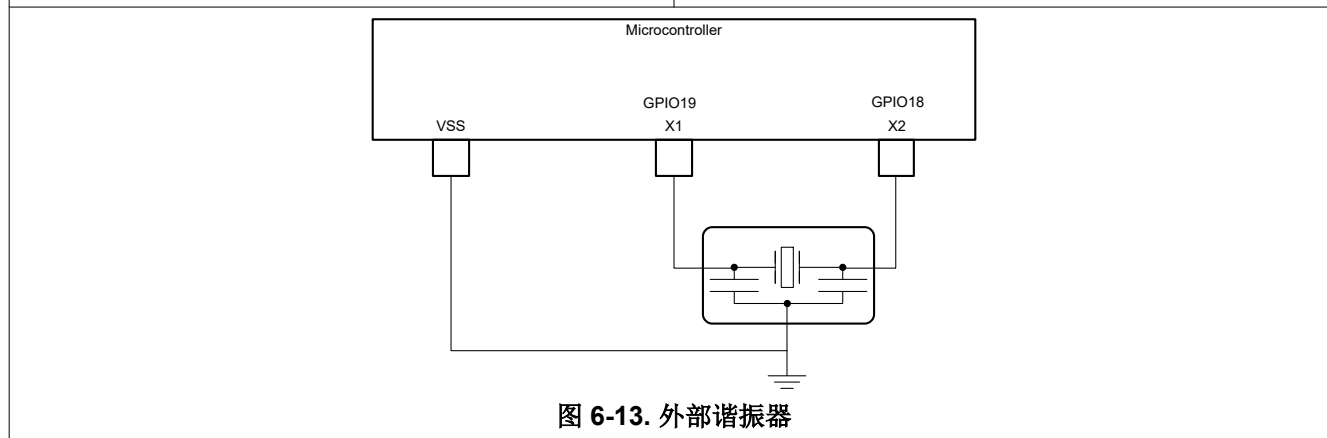 Microcontroller
GPIO19 GPIO18
VSS X1 X2
图 6-13. 外部谐振器